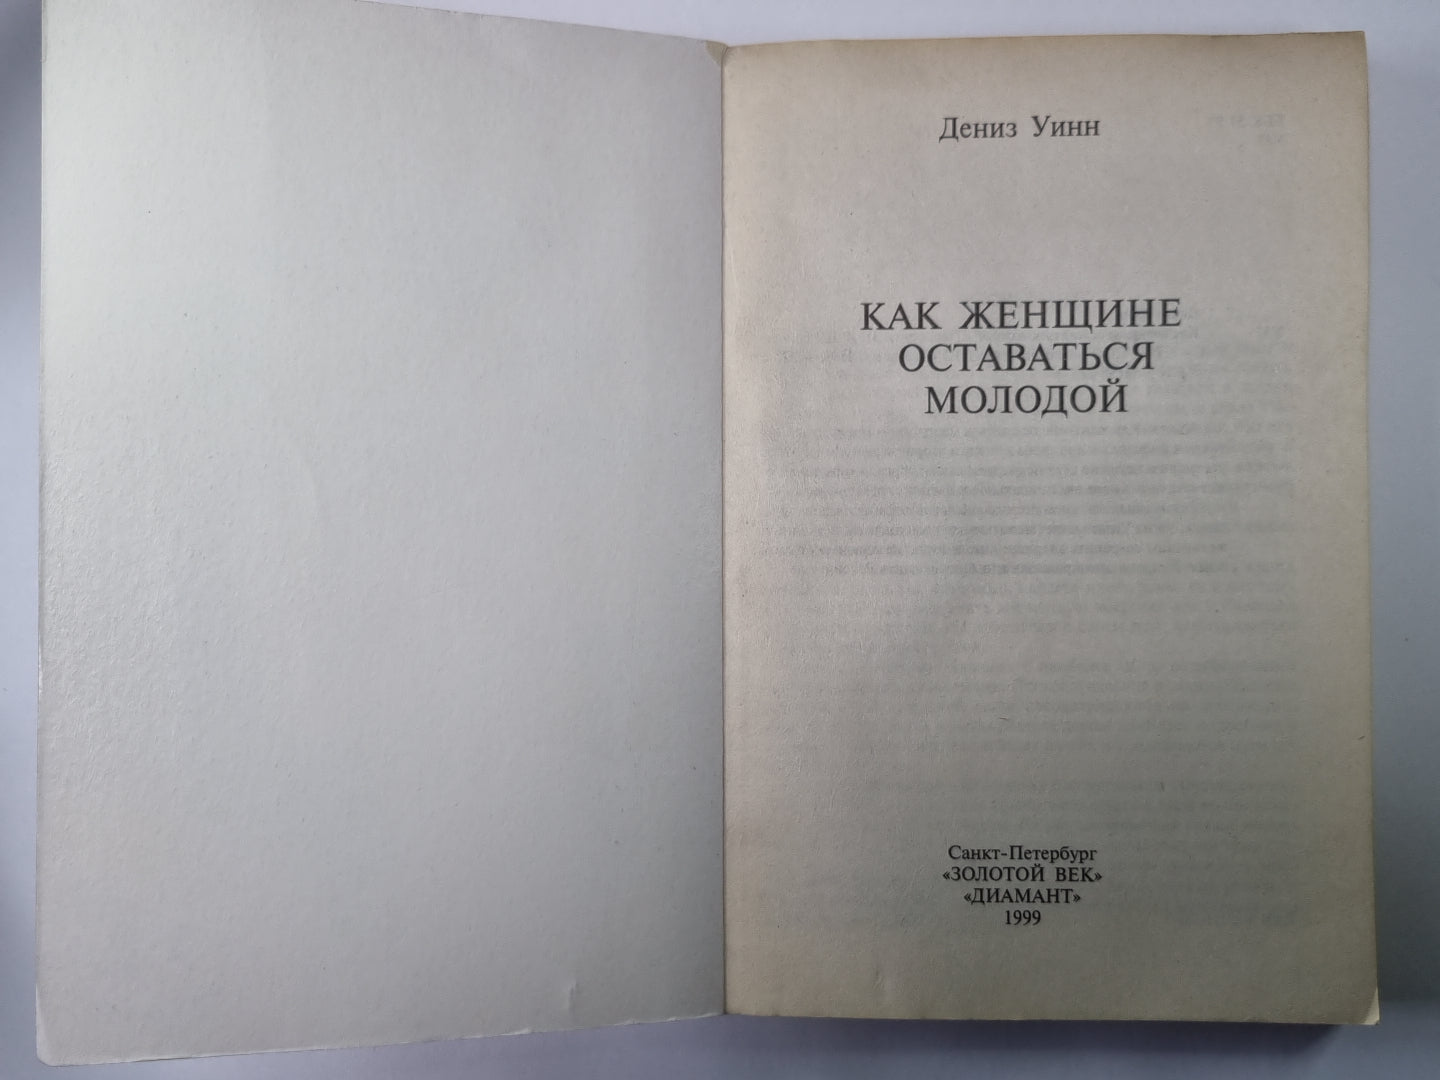 Дениз Уинн
КАК ЖЕНЩИНЕ
ОСТАВАТЬСЯ
МОЛОДОЙ
Санкт-Петербург
«ЗОЛОТОЙ ВЕК»
«ДИАМАНТ»
1999